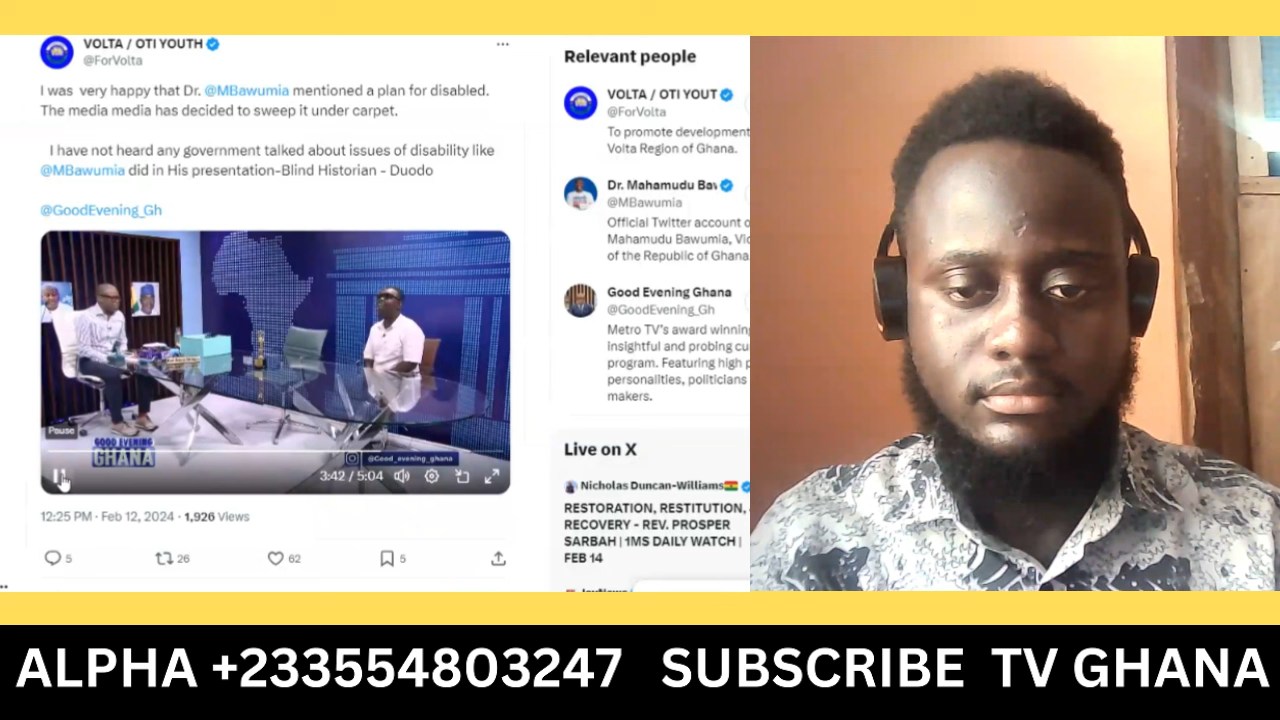 VOLTA / OTI YOUTH
@ForVolta
I was very happy that Dr. @MBawumia mentioned a plan for disabled.
The media media has decided to sweep it under carpet.
I have not heard any government talked about issues of disability like
@MBawumia did in His presentation-Blind Historian - Duodo
@GoodEvening_Gh
Pause
GOOD EVENING
GHANA
@Good_evening_ghana
3:42 / 5:04
12:25 PM · Feb 12, 2024 · 1,926 Views
5 26 62 5
Relevant people
VOLTA / OTI YOUT
@ForVolta
To promote development
Volta Region of Ghana.
Dr. Mahamudu Baw
@MBawumia
Official Twitter account o
Mahamudu Bawumia, Vic
of the Republic of Ghana
Good Evening Ghana
@GoodEvening_Gh
Metro TV's award winning
insightful and probing cu
program. Featuring high p
personalities, politicians
makers.
Live on X
Nicholas Duncan-Williams
RESTORATION, RESTITUTION,
RECOVERY - REV. PROSPER
SARBAH | 1MS DAILY WATCH |
FEB 14
ALPHA +233554803247 SUBSCRIBE TV GHANA